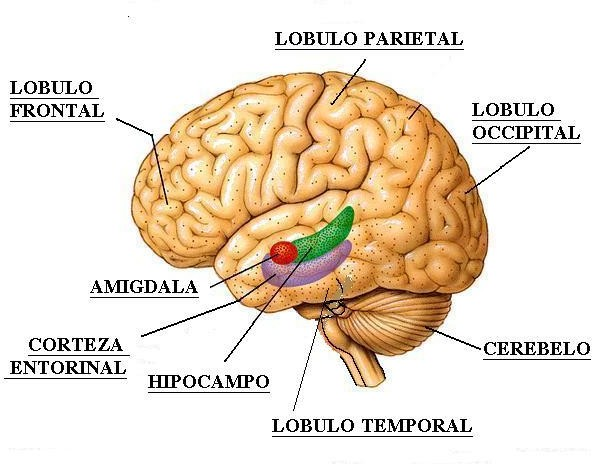 LOBULO PARIETAL
LOBULO
FRONTAL
LOBULO
OCCIPITAL
AMIGDALA
CORTEZA
ENTORINAL
HIPOCAMPO
CEREBELO
LOBULO TEMPORAL